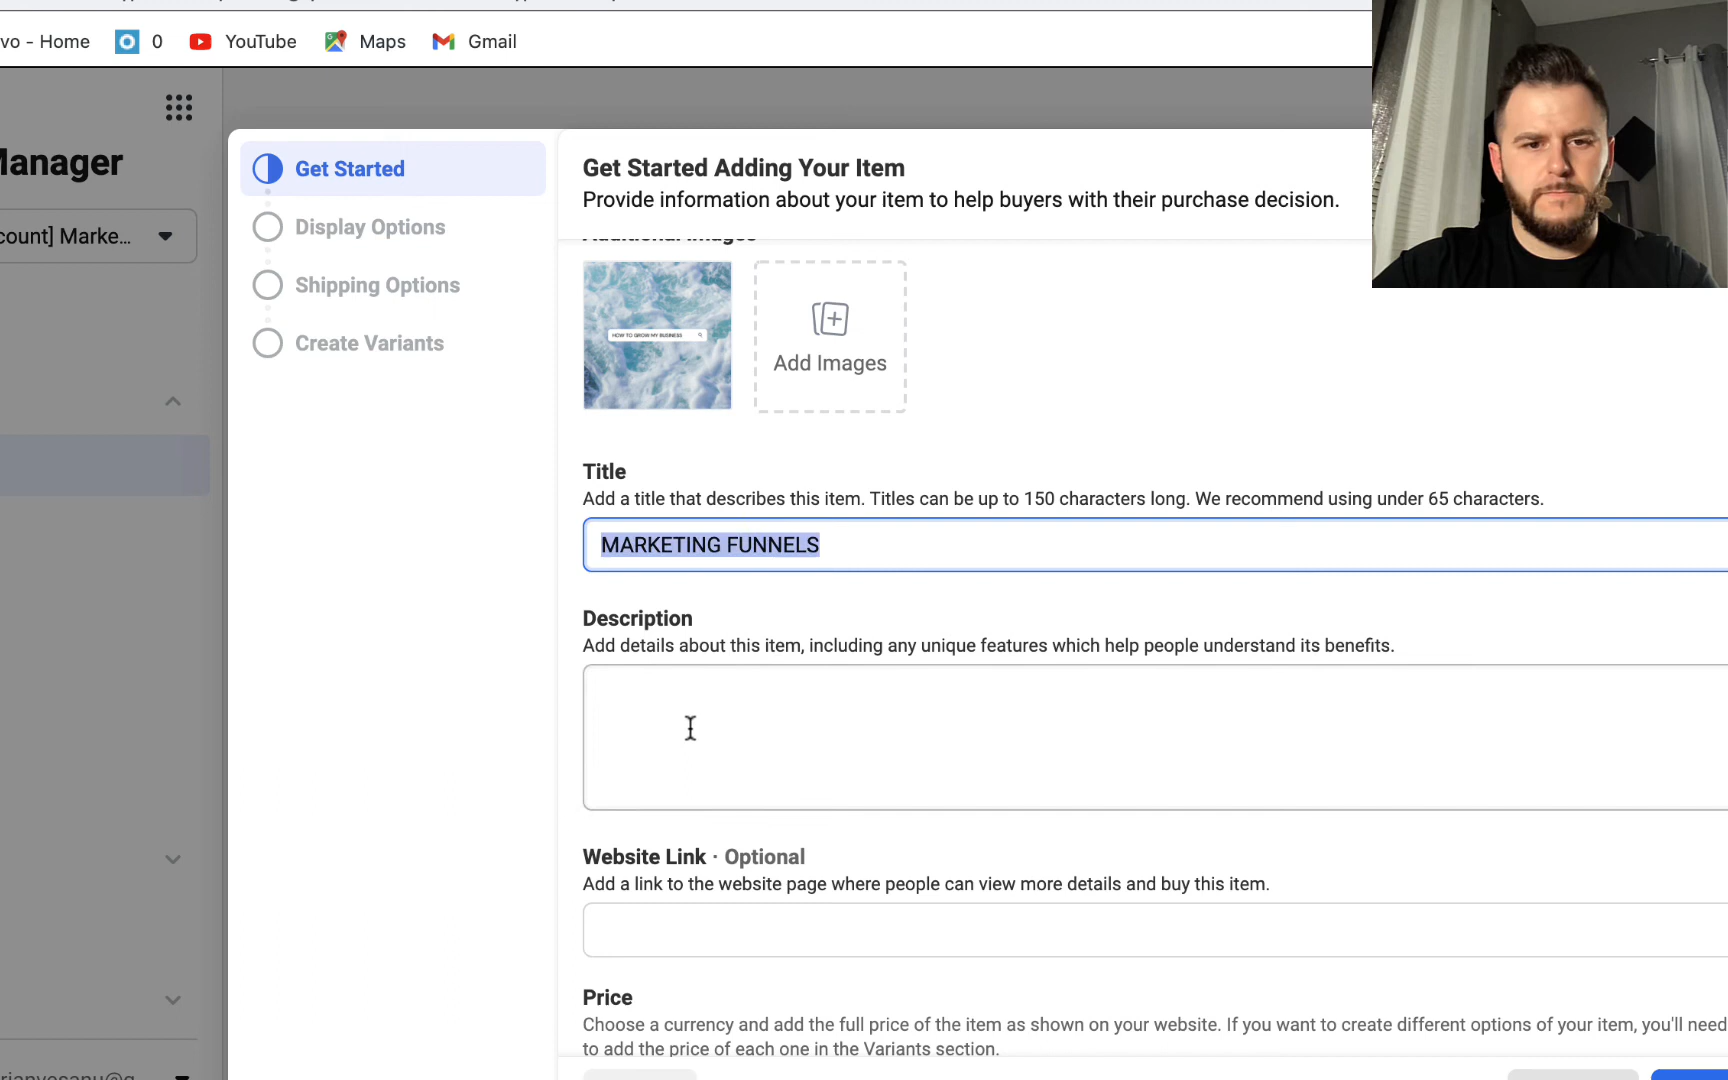 vo - Home
0
YouTube
Maps
Gmail
Manager
count] Marke...
Get Started
Display Options
Shipping Options
Create Variants
Get Started Adding Your Item
Provide information about your item to help buyers with their purchase decision.
Additional Images
HOW TO GROW MY BUSINESS
Add Images
Title
Add a title that describes this item. Titles can be up to 150 characters long. We recommend using under 65 characters.
MARKETING FUNNELS
Description
Add details about this item, including any unique features which help people understand its benefits.
Website Link · Optional
Add a link to the website page where people can view more details and buy this item.
Price
Choose a currency and add the full price of the item as shown on your website. If you want to create different options of your item, you'll need
to add the price of each one in the Variants section.